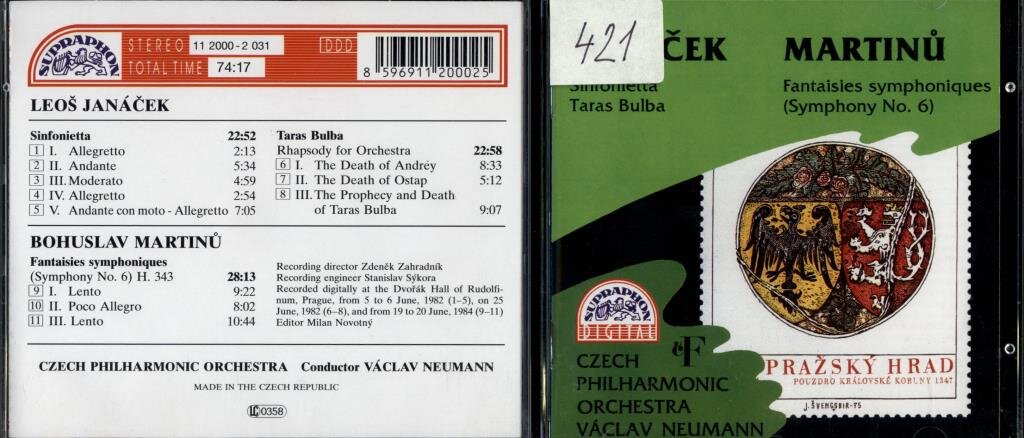 SUPRAPHON
STEREO 11 2000-2 031
DDD
TOTAL TIME 74:17
8 596911 200025
LEOŠ JANÁČEK
Sinfonietta 22:52
1 I. Allegretto 2:13
2 II. Andante 5:34
3 III. Moderato 4:59
4 IV. Allegretto 2:54
5 V. Andante con moto - Allegretto 7:05
Taras Bulba
Rhapsody for Orchestra 22:58
6 I. The Death of Andréy 8:33
7 II. The Death of Ostap 5:12
8 III. The Prophecy and Death
of Taras Bulba 9:07
BOHUSLAV MARTINŮ
Fantaisies symphoniques
(Symphony No. 6) H. 343 28:13
9 I. Lento 9:22
10 II. Poco Allegro 8:02
11 III. Lento 10:44
Recording director Zdeněk Zahradník
Recording engineer Stanislav Sýkora
Recorded digitally at the Dvořák Hall of Rudolfi-
num, Prague, from 5 to 6 June, 1982 (1–5), on 25
June, 1982 (6–8), and from 19 to 20 June, 1984 (9–11)
Editor Milan Novotný
CZECH PHILHARMONIC ORCHESTRA Conductor VÁCLAV NEUMANN
MADE IN THE CZECH REPUBLIC
LC 0358
421
ČEK
Sinfonietta
Taras Bulba
MARTINŮ
Fantaisies symphoniques
(Symphony No. 6)
SUPRAPHON
DIGITAL
čF
CZECH
PHILHARMONIC
ORCHESTRA
VÁCLAV NEUMANN
PRAŽSKÝ HRAD
POUZDRO KRÁLOVSKÉ KORUNY 1347
J. ŠVENGSBIR-75